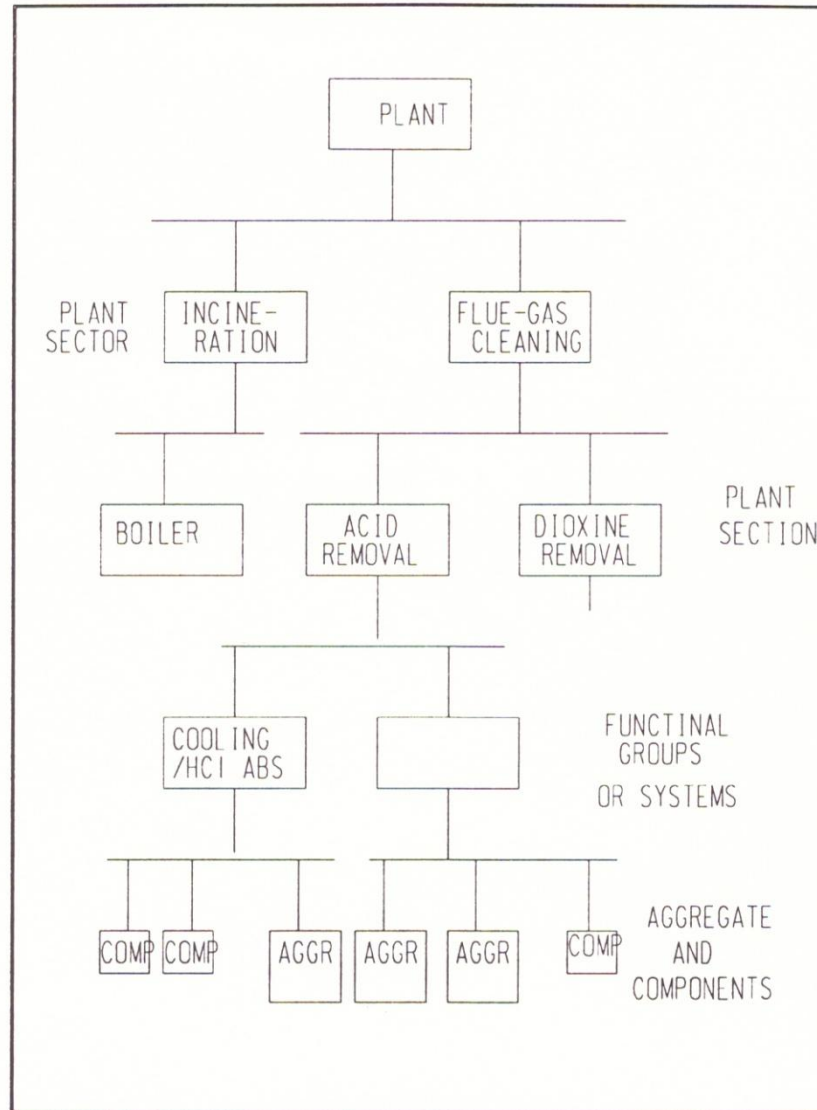 PLANT
PLANT
SECTOR
INCINE-
RATION
FLUE-GAS
CLEANING
BOILER
ACID
REMOVAL
DIOXINE
REMOVAL
PLANT
SECTION
COOLING
/HCl ABS
FUNCTINAL
GROUPS
OR SYSTEMS
COMP
COMP
AGGR
AGGR
AGGR
COMP
AGGREGATE
AND
COMPONENTS